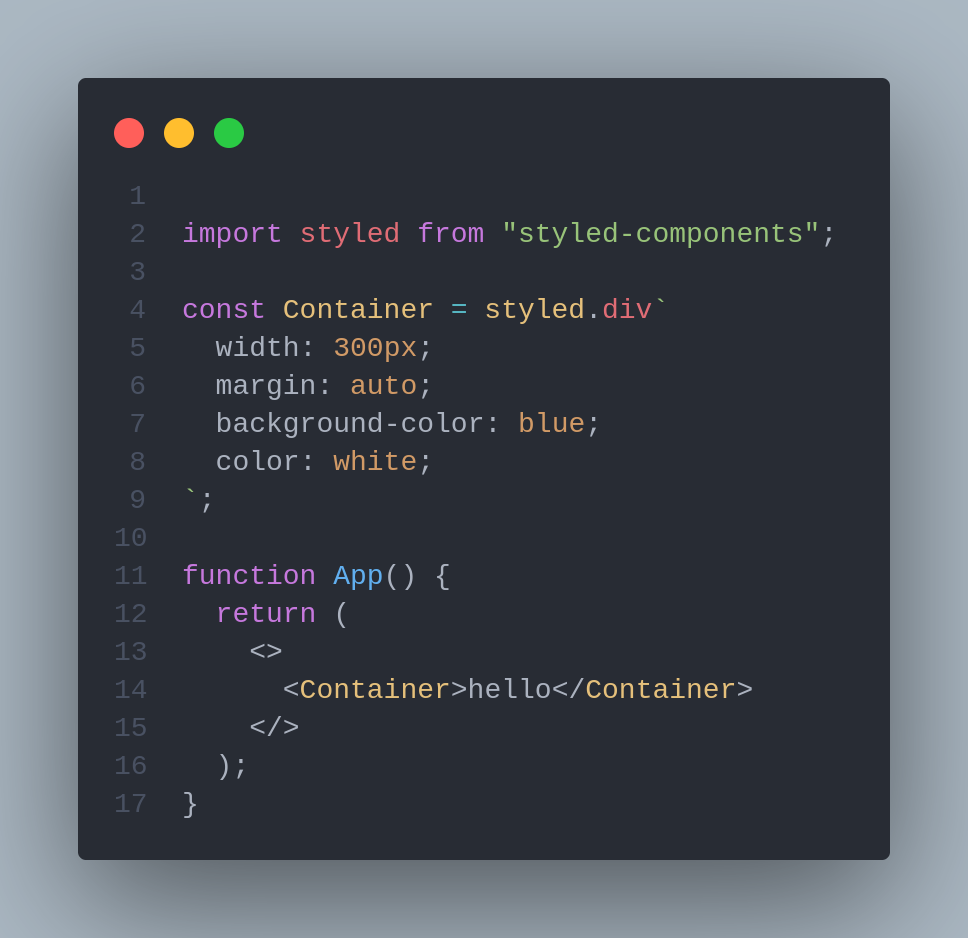 1
2 import styled from "styled-components";
3
4 const Container = styled.div`
5   width: 300px;
6   margin: auto;
7   background-color: blue;
8   color: white;
9 `;
10
11 function App() {
12   return (
13     <>
14       <Container>hello</Container>
15     </>
16   );
17 }